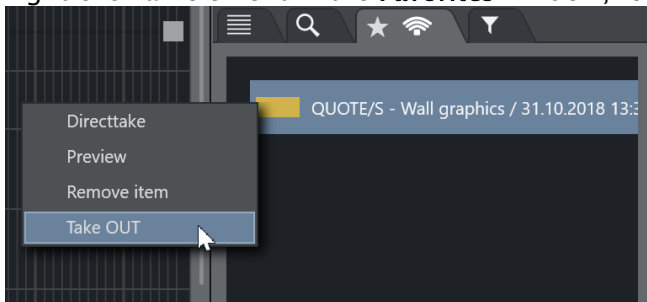 Directtake
QUOTE/S - Wall graphics / 31.10.2018 13:3
Preview
Remove item
Take OUT